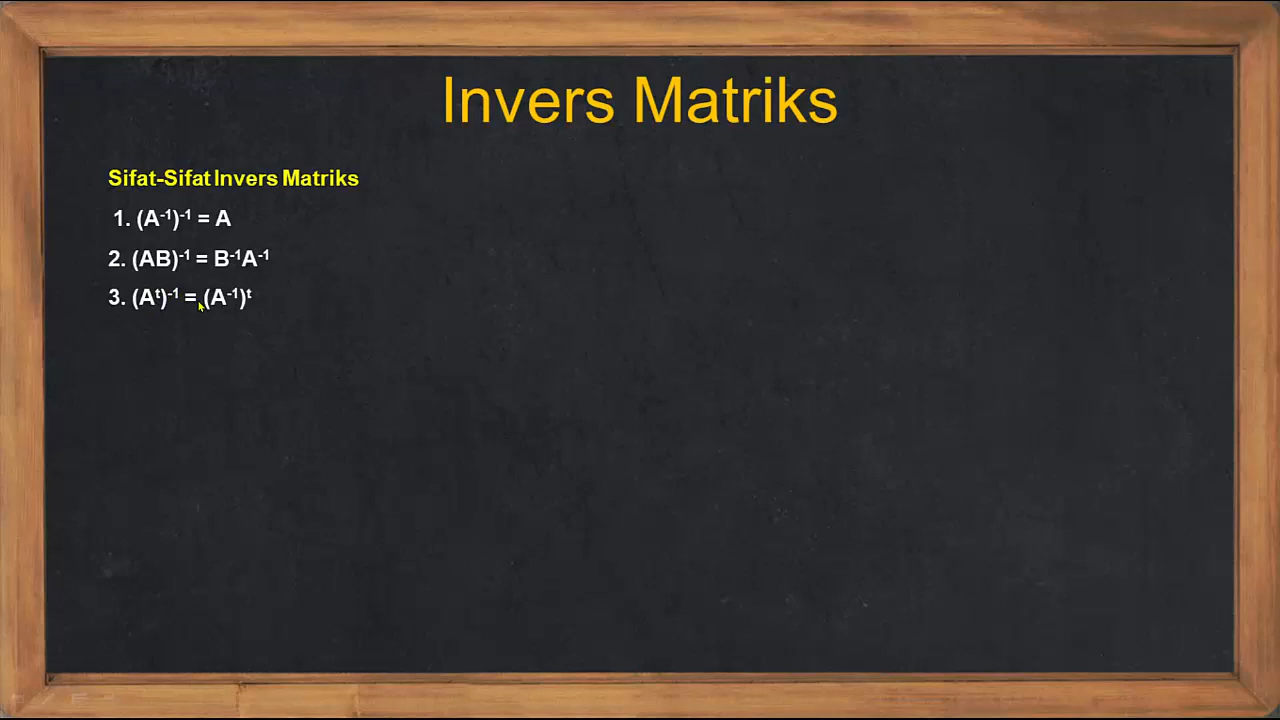 Invers Matriks
Sifat-Sifat Invers Matriks
1. (A⁻¹)⁻¹ = A
2. (AB)⁻¹ = B⁻¹A⁻¹
3. (Aᵗ)⁻¹ = (A⁻¹)ᵗ